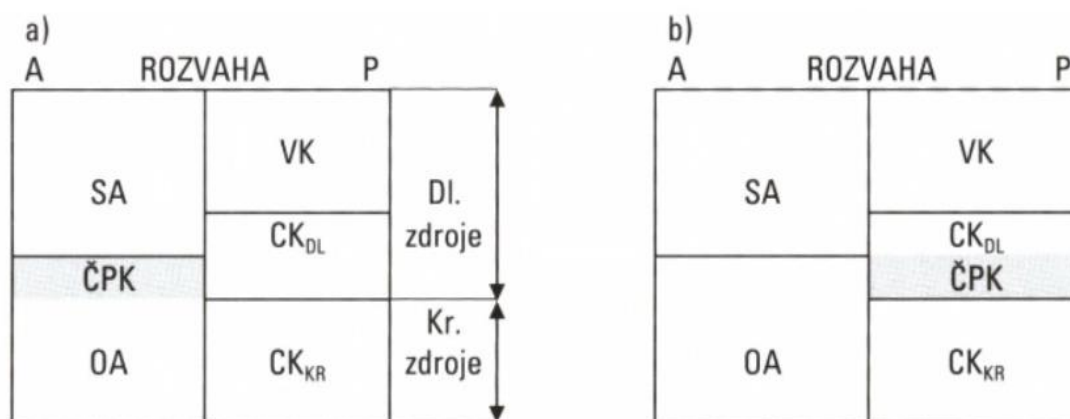 a)
A ROZVAHA P
SA
ČPK
OA
VK
CK_DL
CK_KR
Dl.
zdroje
Kr.
zdroje
b)
A ROZVAHA P
SA
OA
VK
CK_DL
ČPK
CK_KR